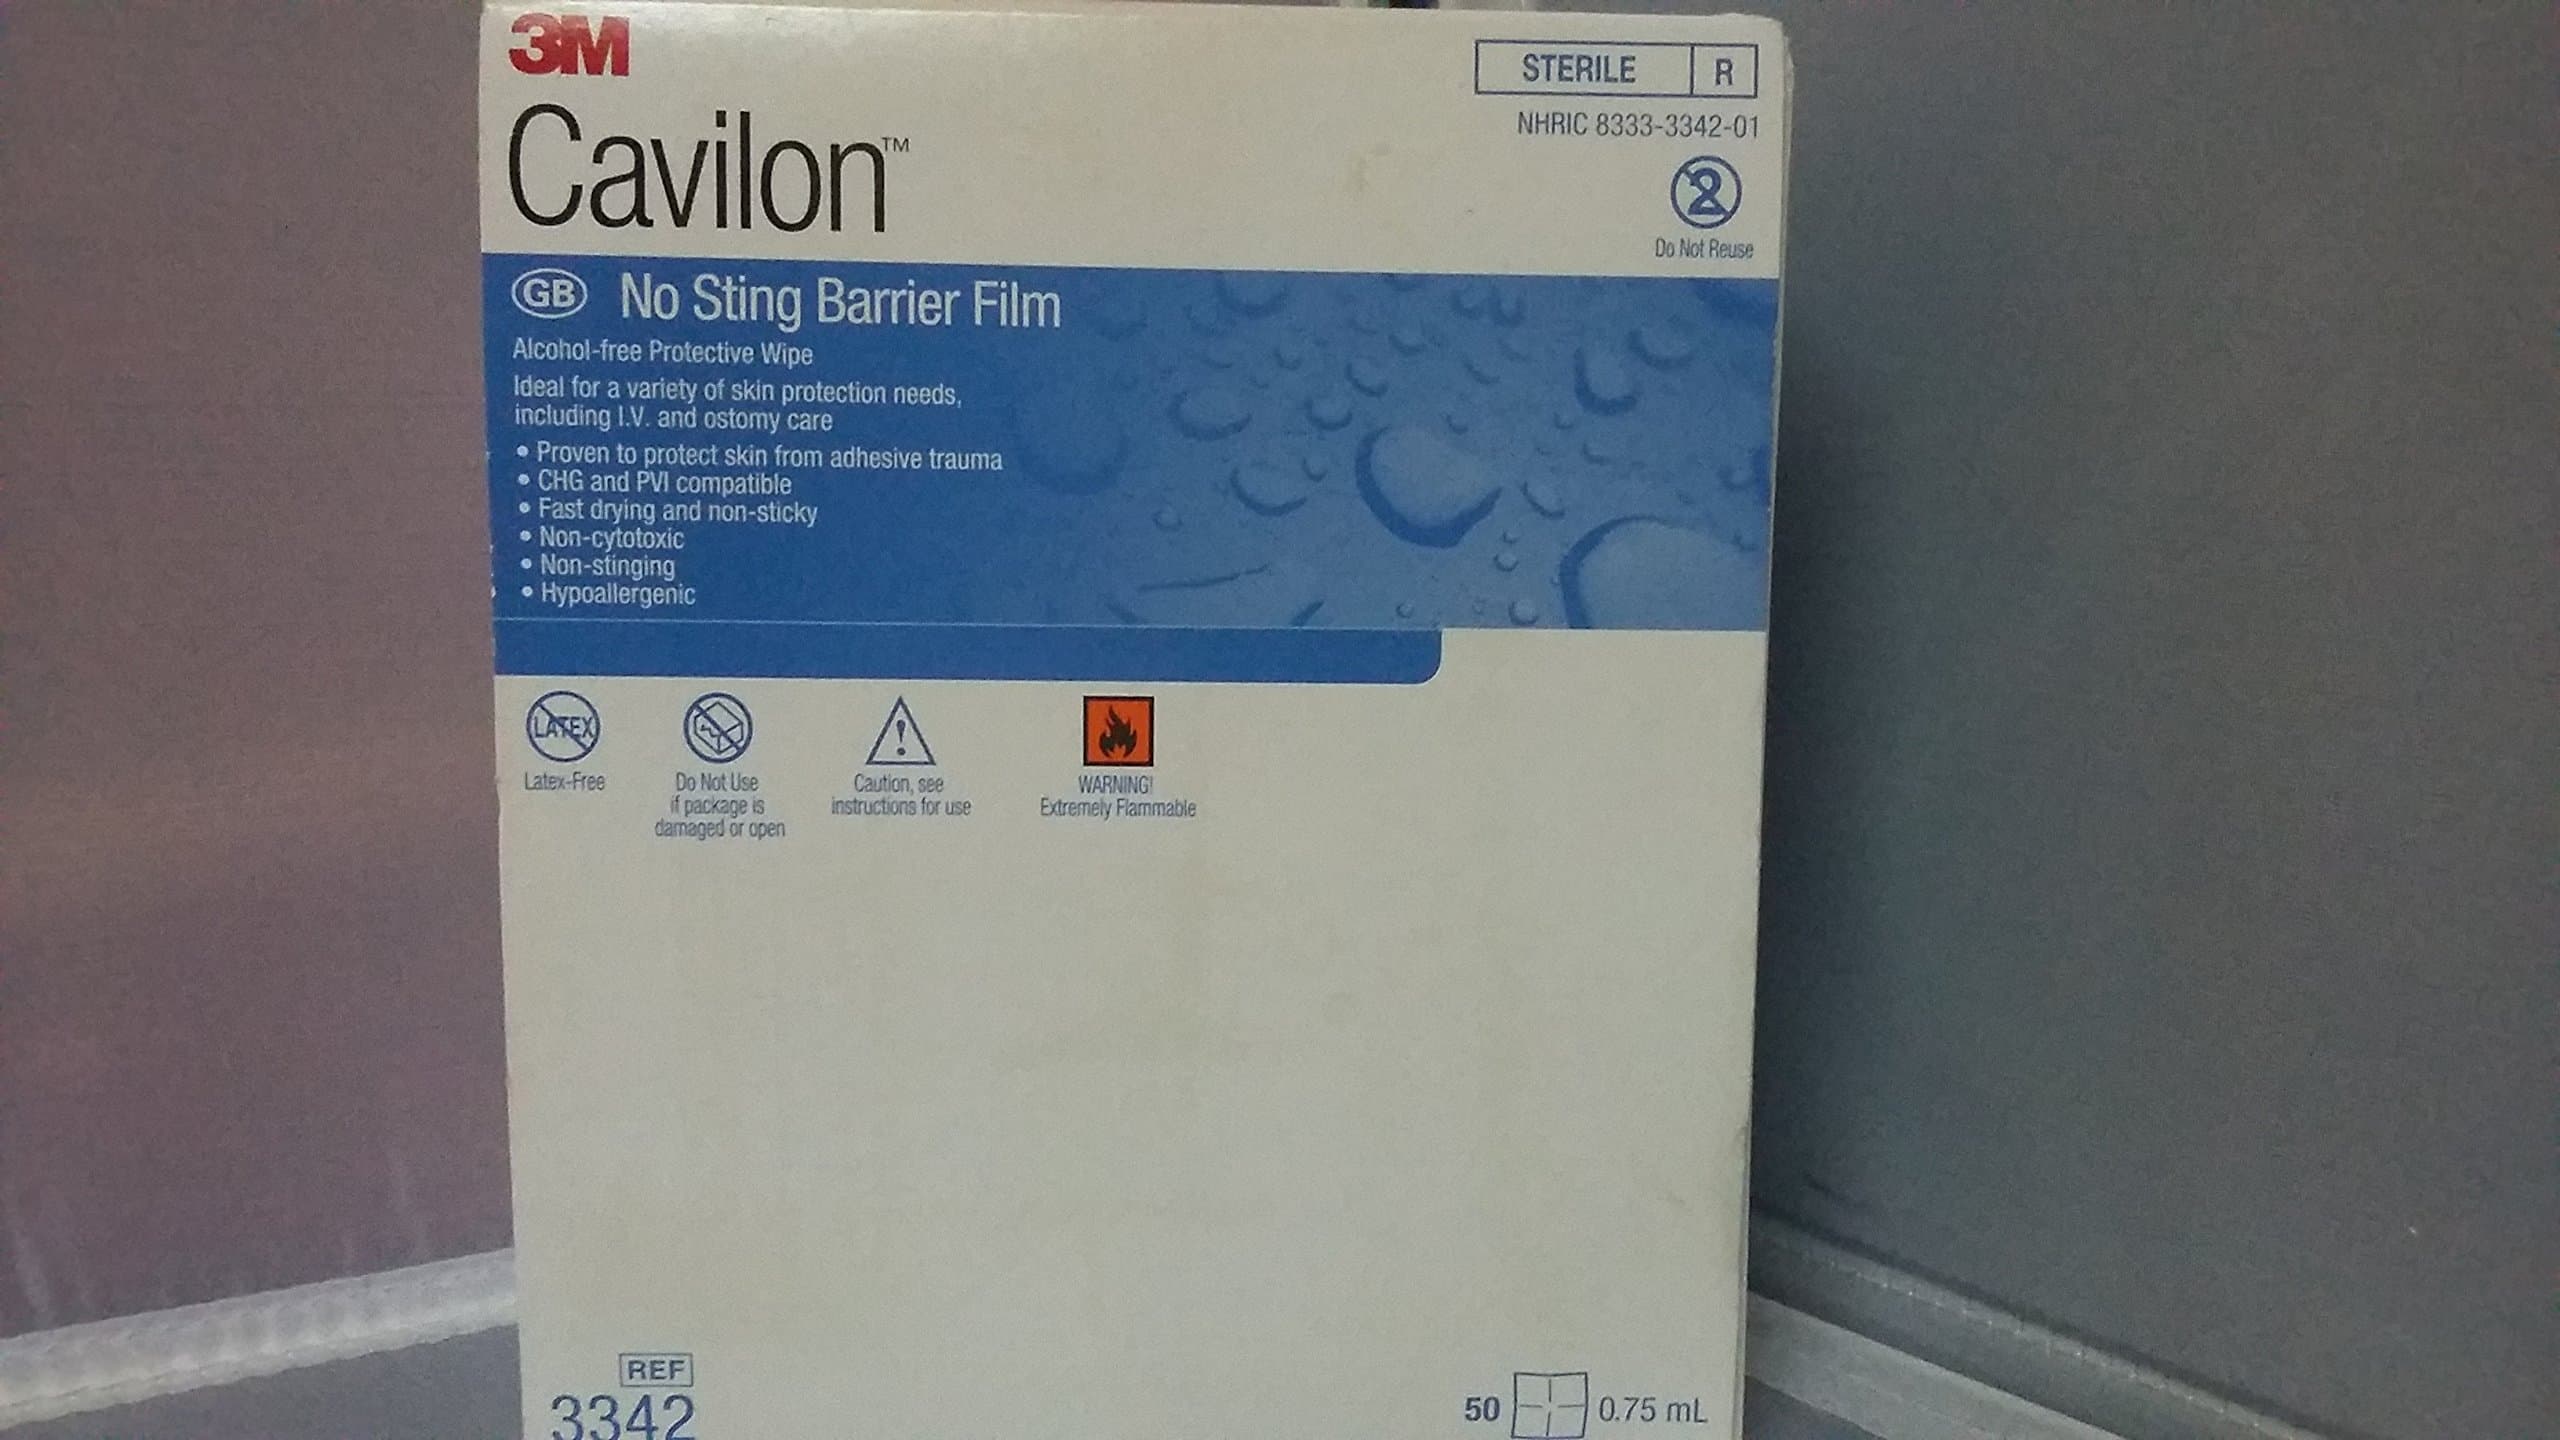 3M
Cavilon™
STERILE R
NHRIC 8333-3342-01
2
Do Not Reuse
GB No Sting Barrier Film
Alcohol-free Protective Wipe
Ideal for a variety of skin protection needs,
including I.V. and ostomy care
• Proven to protect skin from adhesive trauma
• CHG and PVI compatible
• Fast drying and non-sticky
• Non-cytotoxic
• Non-stinging
• Hypoallergenic
LATEX
Latex-Free
Do Not Use
if package is
damaged or open
!
Caution, see
instructions for use
WARNING!
Extremely Flammable
REF
3342
50 0.75 mL